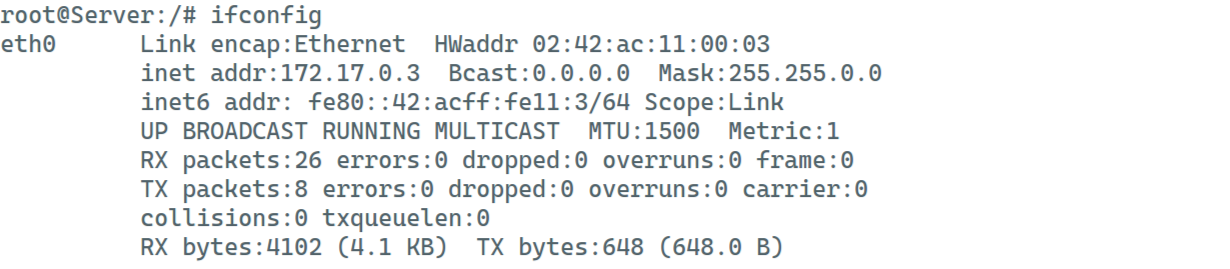 root@Server:/# ifconfig
eth0      Link encap:Ethernet  HWaddr 02:42:ac:11:00:03
          inet addr:172.17.0.3  Bcast:0.0.0.0  Mask:255.255.0.0
          inet6 addr: fe80::42:acff:fe11:3/64 Scope:Link
          UP BROADCAST RUNNING MULTICAST  MTU:1500  Metric:1
          RX packets:26 errors:0 dropped:0 overruns:0 frame:0
          TX packets:8 errors:0 dropped:0 overruns:0 carrier:0
          collisions:0 txqueuelen:0
          RX bytes:4102 (4.1 KB)  TX bytes:648 (648.0 B)